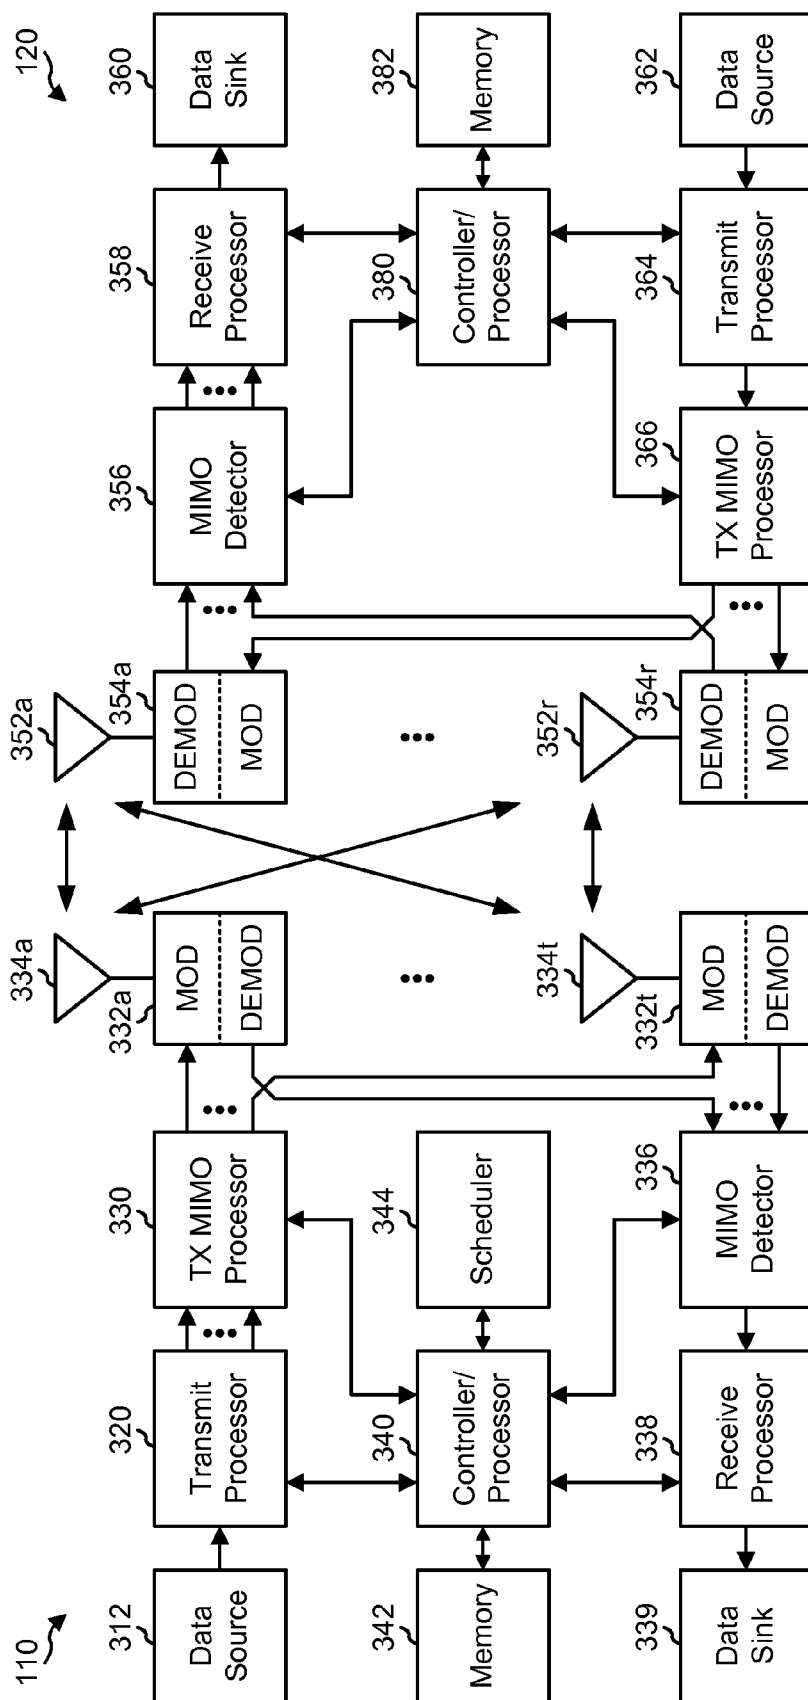 110
120
312
Data
Source
320
Transmit
Processor
330
TX MIMO
Processor
332a
MOD
DEMOD
334a
352a
354a
DEMOD
MOD
356
MIMO
Detector
358
Receive
Processor
360
Data
Sink
342
Memory
340
Controller/
Processor
344
Scheduler
380
Controller/
Processor
382
Memory
339
Data
Sink
338
Receive
Processor
336
MIMO
Detector
332t
MOD
DEMOD
334t
352r
354r
DEMOD
MOD
366
TX MIMO
Processor
364
Transmit
Processor
362
Data
Source